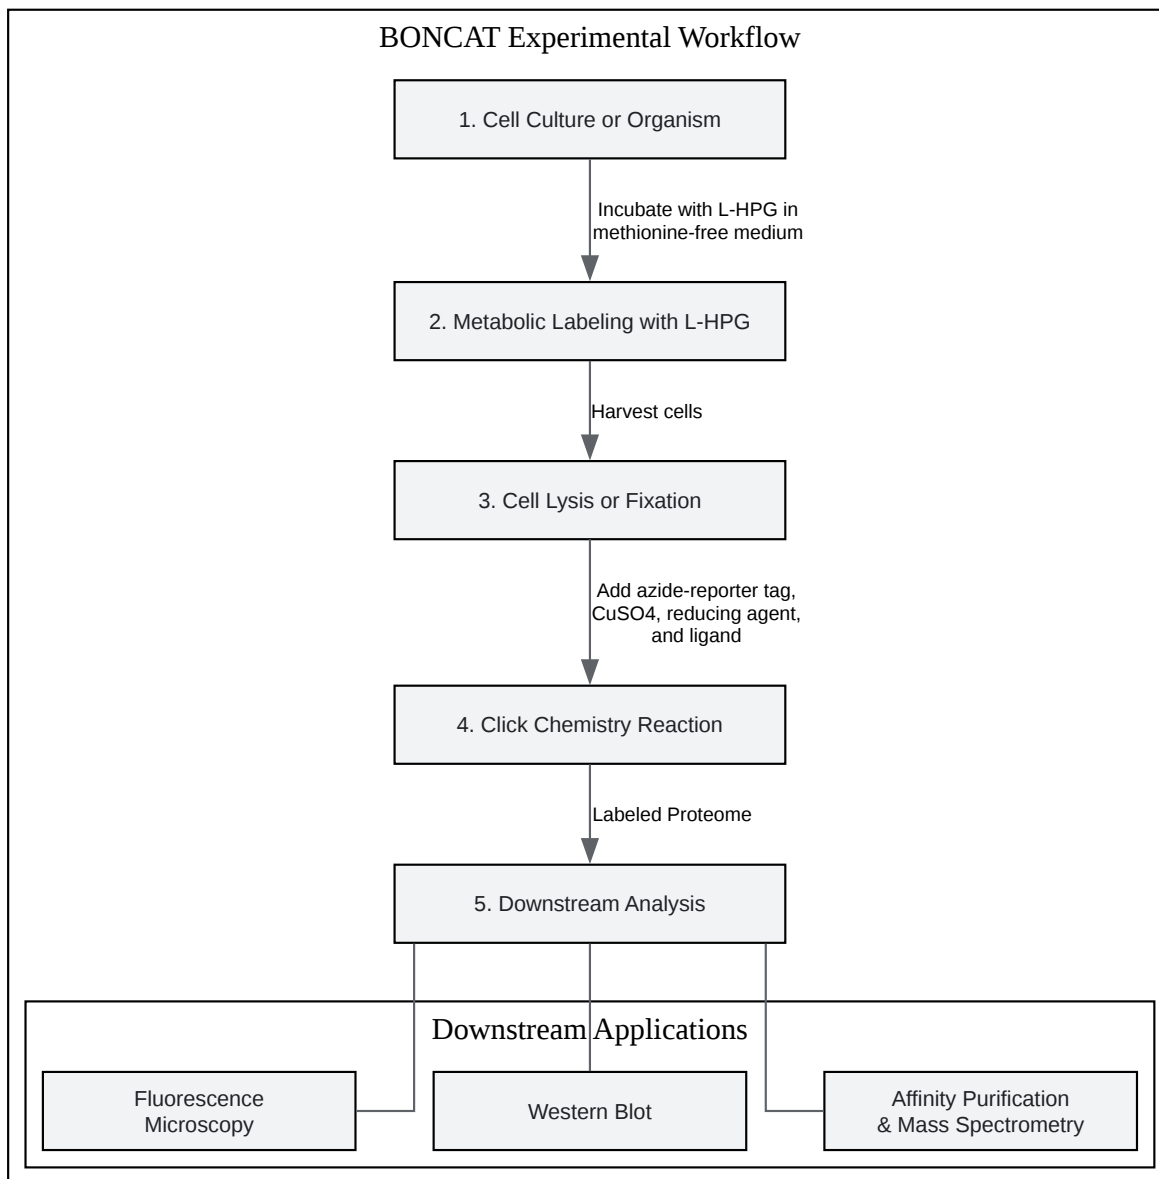 BONCAT Experimental Workflow
1. Cell Culture or Organism
Incubate with L-HPG in
methionine-free medium
2. Metabolic Labeling with L-HPG
Harvest cells
3. Cell Lysis or Fixation
Add azide-reporter tag,
CuSO4, reducing agent,
and ligand
4. Click Chemistry Reaction
Labeled Proteome
5. Downstream Analysis
Downstream Applications
Fluorescence
Microscopy
Western Blot
Affinity Purification
& Mass Spectrometry